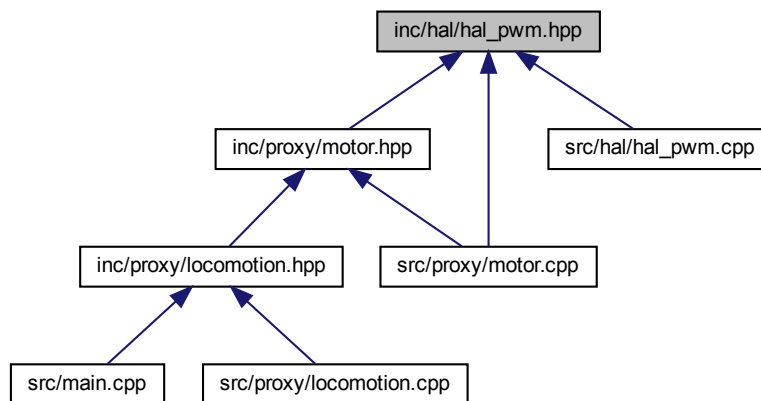 inc/hal/hal_pwm.hpp
inc/proxy/motor.hpp
src/hal/hal_pwm.cpp
inc/proxy/locomotion.hpp
src/proxy/motor.cpp
src/main.cpp
src/proxy/locomotion.cpp